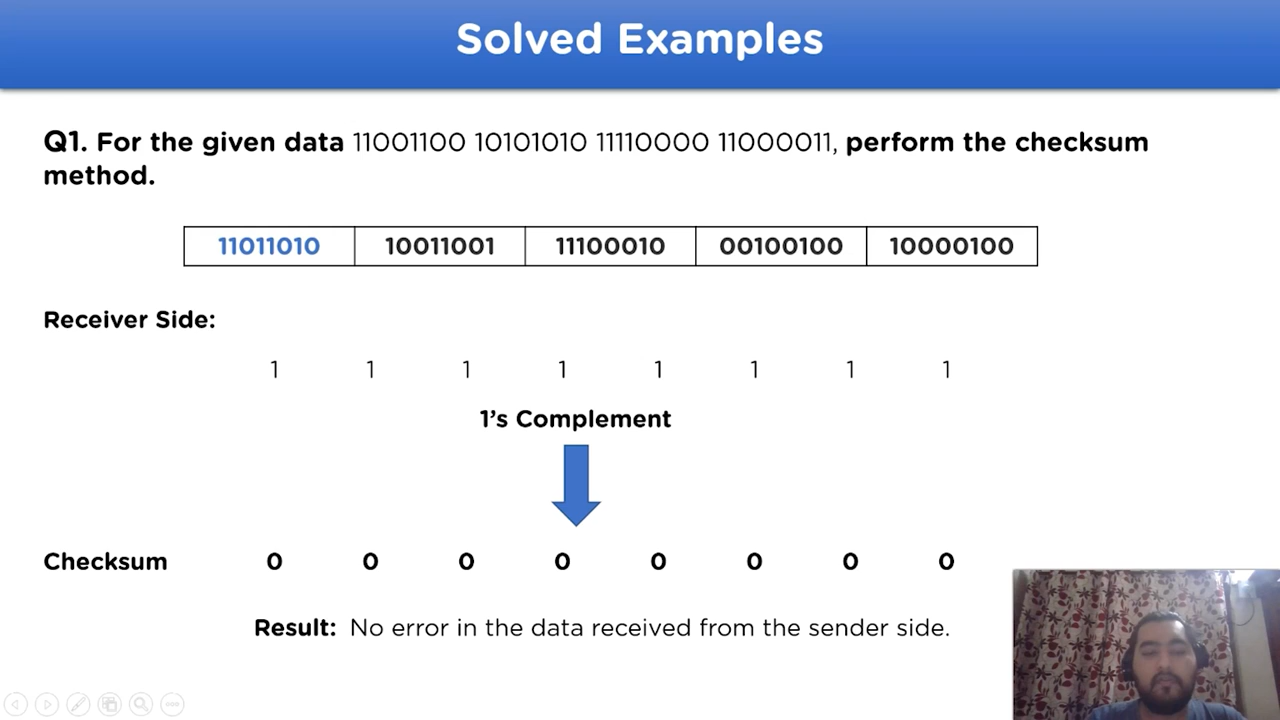 Solved Examples
Q1. For the given data 11001100 10101010 11110000 11000011, perform the checksum
method.
11011010 10011001 11100010 00100100 10000100
Receiver Side:
1 1 1 1 1 1 1 1
1's Complement
Checksum 0 0 0 0 0 0 0 0
Result: No error in the data received from the sender side.